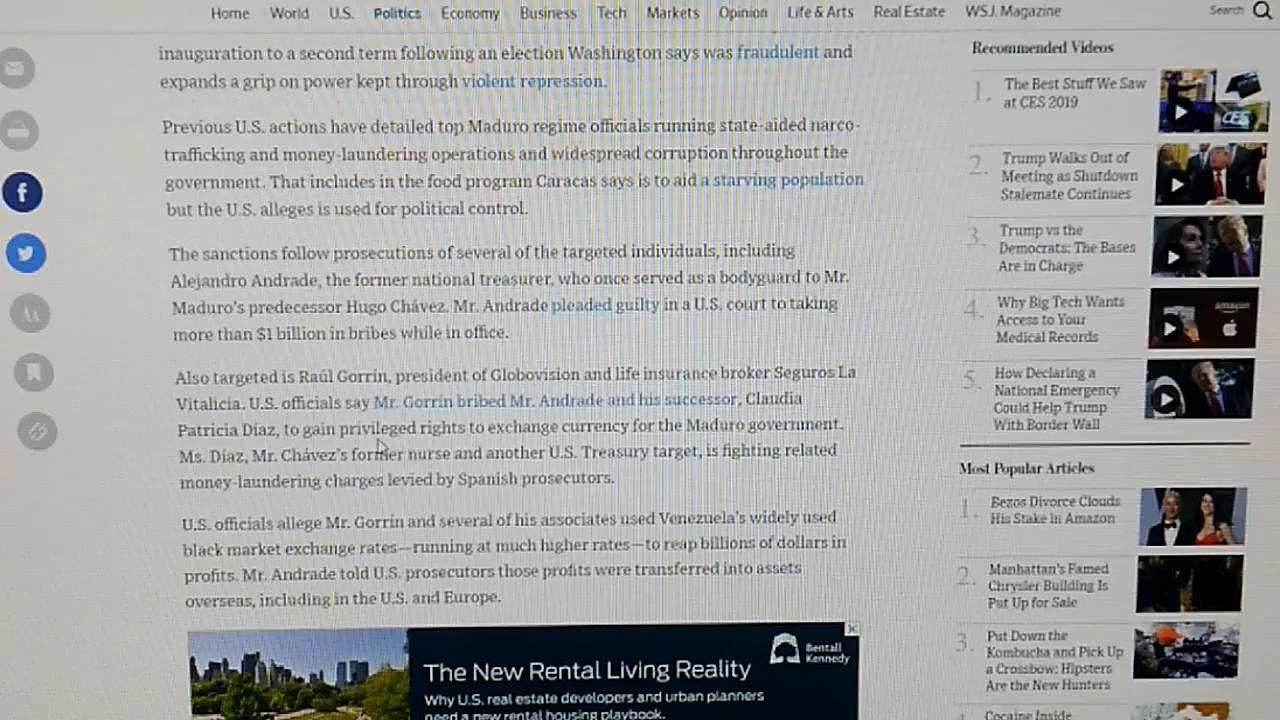 Home World U.S. Politics Economy Business Tech Markets Opinion Life & Arts Real Estate WSJ. Magazine Search
inauguration to a second term following an election Washington says was fraudulent and
expands a grip on power kept through violent repression.
Previous U.S. actions have detailed top Maduro regime officials running state-aided narco-
trafficking and money-laundering operations and widespread corruption throughout the
government. That includes in the food program Caracas says is to aid a starving population
but the U.S. alleges is used for political control.
The sanctions follow prosecutions of several of the targeted individuals, including
Alejandro Andrade, the former national treasurer, who once served as a bodyguard to Mr.
Maduro's predecessor Hugo Chávez. Mr. Andrade pleaded guilty in a U.S. court to taking
more than $1 billion in bribes while in office.
Also targeted is Raúl Gorrín, president of Globovision and life insurance broker Seguros La
Vitalicia. U.S. officials say Mr. Gorrín bribed Mr. Andrade and his successor, Claudia
Patricia Díaz, to gain privileged rights to exchange currency for the Maduro government.
Ms. Díaz, Mr. Chávez's former nurse and another U.S. Treasury target, is fighting related
money-laundering charges levied by Spanish prosecutors.
U.S. officials allege Mr. Gorrín and several of his associates used Venezuela's widely used
black market exchange rates—running at much higher rates—to reap billions of dollars in
profits. Mr. Andrade told U.S. prosecutors those profits were transferred into assets
overseas, including in the U.S. and Europe.
Bentall
Kennedy
The New Rental Living Reality
Why U.S. real estate developers and urban planners
need a new rental housing playbook.
Recommended Videos
1. The Best Stuff We Saw
at CES 2019
CES
2. Trump Walks Out of
Meeting as Shutdown
Stalemate Continues
3. Trump vs the
Democrats: The Bases
Are in Charge
4. Why Big Tech Wants
Access to Your
Medical Records
amazon
5. How Declaring a
National Emergency
Could Help Trump
With Border Wall
Most Popular Articles
1. Bezos Divorce Clouds
His Stake in Amazon
2. Manhattan's Famed
Chrysler Building Is
Put Up for Sale
3. Put Down the
Kombucha and Pick Up
a Crossbow: Hipsters
Are the New Hunters
4. Cocaine Inside